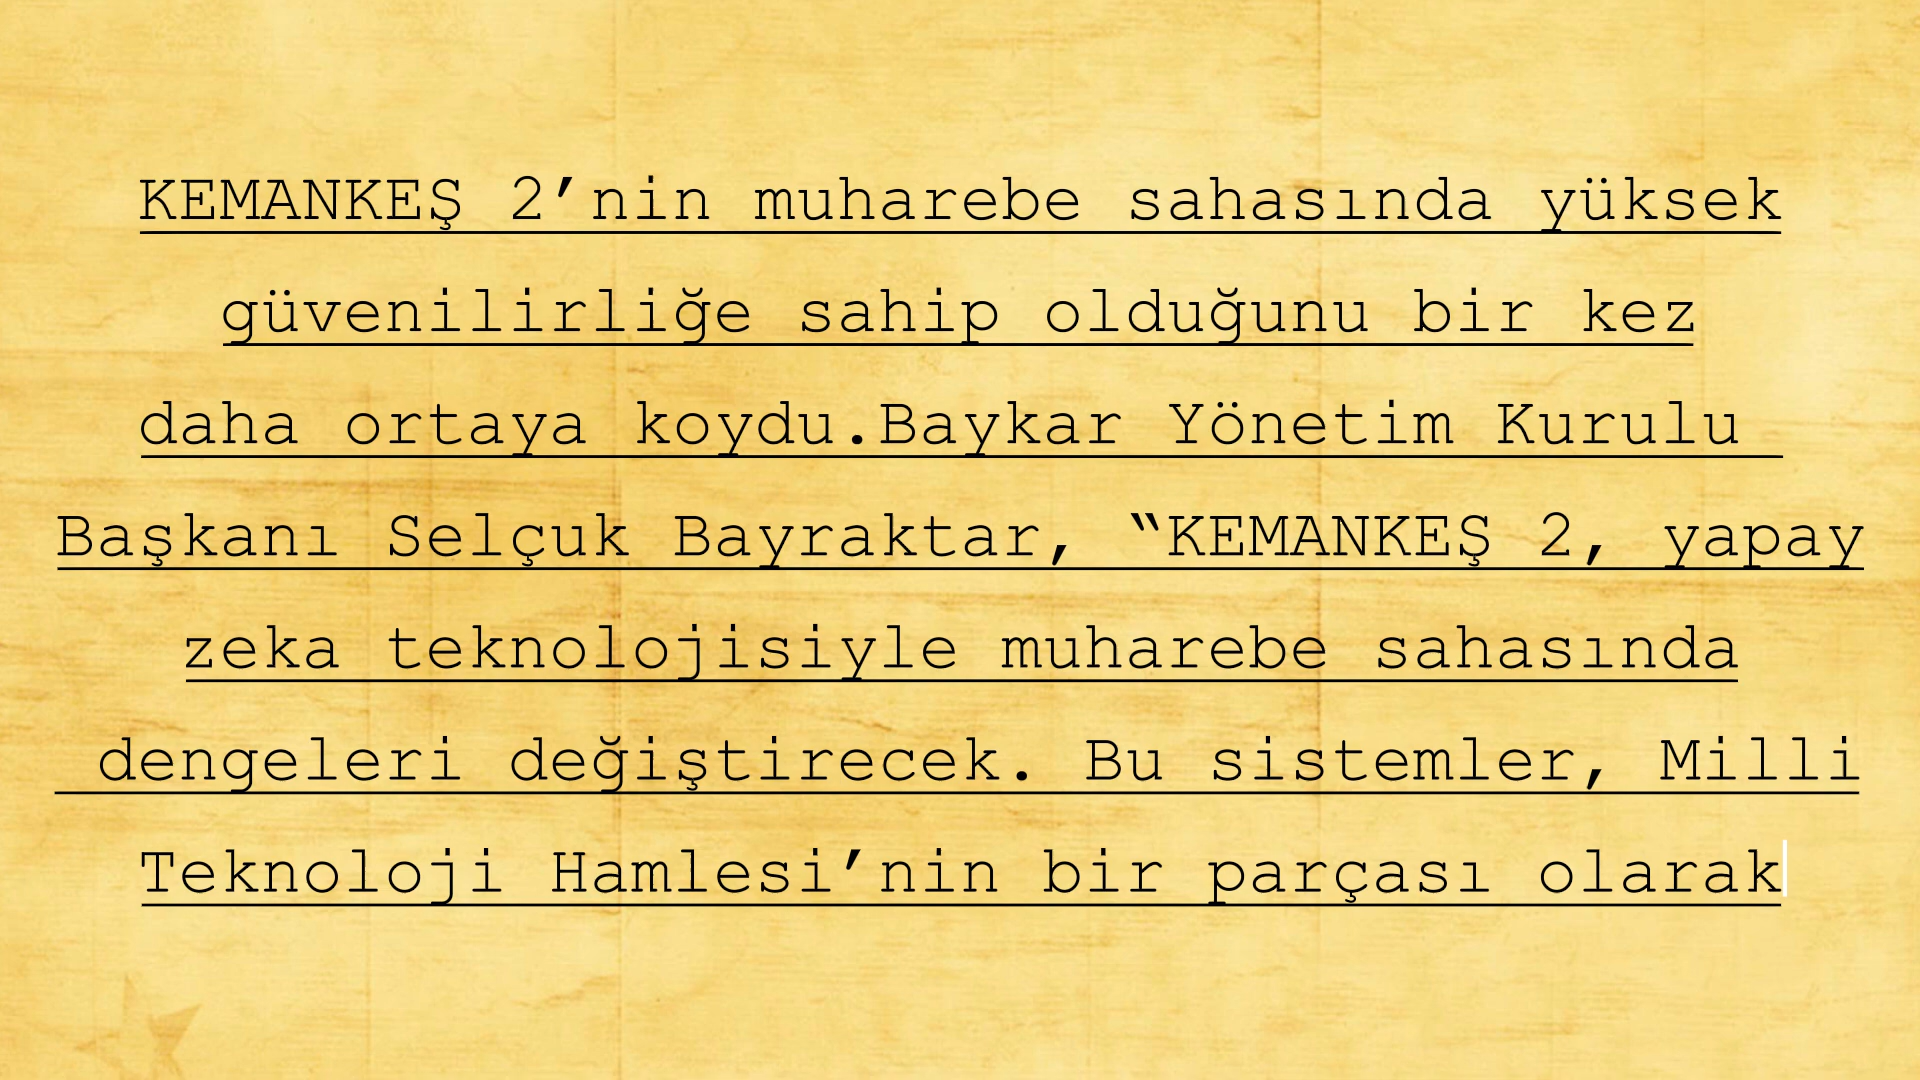 KEMANKEŞ 2’nin muharebe sahasında yüksek
güvenilirliğe sahip olduğunu bir kez
daha ortaya koydu.Baykar Yönetim Kurulu
Başkanı Selçuk Bayraktar, “KEMANKEŞ 2, yapay
zeka teknolojisiyle muharebe sahasında
dengeleri değiştirecek. Bu sistemler, Milli
Teknoloji Hamlesi’nin bir parçası olarak